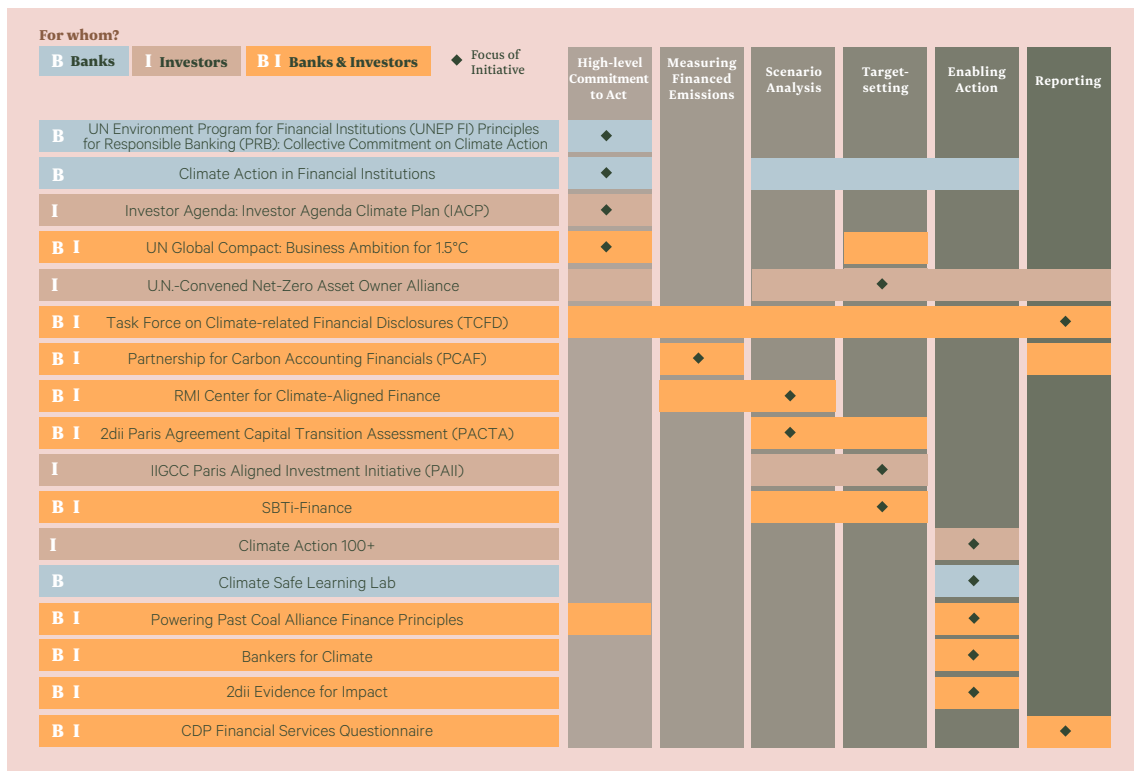 For whom?
B Banks
I Investors
B I Banks & Investors
Focus of
Initiative
High-level
Commitment
to Act
Measuring
Financed
Emissions
Scenario
Analysis
Target-
setting
Enabling
Action
Reporting
B UN Environment Program for Financial Institutions (UNEP FI) Principles
for Responsible Banking (PRB): Collective Commitment on Climate Action
B Climate Action in Financial Institutions
I Investor Agenda: Investor Agenda Climate Plan (IACP)
B I UN Global Compact: Business Ambition for 1.5°C
I U.N.-Convened Net-Zero Asset Owner Alliance
B I Task Force on Climate-related Financial Disclosures (TCFD)
B I Partnership for Carbon Accounting Financials (PCAF)
B I RMI Center for Climate-Aligned Finance
B I 2dii Paris Agreement Capital Transition Assessment (PACTA)
I IIGCC Paris Aligned Investment Initiative (PAII)
B I SBTi-Finance
I Climate Action 100+
B Climate Safe Learning Lab
B I Powering Past Coal Alliance Finance Principles
B I Bankers for Climate
B I 2dii Evidence for Impact
B I CDP Financial Services Questionnaire